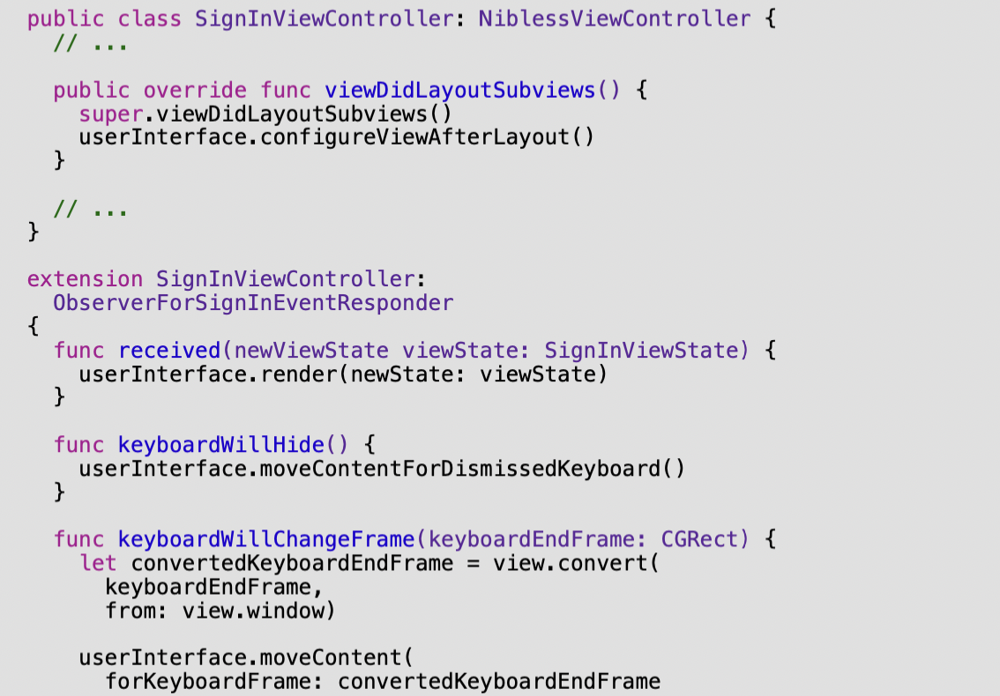 public class SignInViewController: NiblessViewController {
  // ...

  public override func viewDidLayoutSubviews() {
    super.viewDidLayoutSubviews()
    userInterface.configureViewAfterLayout()
  }

  // ...
}

extension SignInViewController:
  ObserverForSignInEventResponder
{
  func received(newViewState viewState: SignInViewState) {
    userInterface.render(newState: viewState)
  }

  func keyboardWillHide() {
    userInterface.moveContentForDismissedKeyboard()
  }

  func keyboardWillChangeFrame(keyboardEndFrame: CGRect) {
    let convertedKeyboardEndFrame = view.convert(
      keyboardEndFrame,
      from: view.window)

    userInterface.moveContent(
      forKeyboardFrame: convertedKeyboardEndFrame